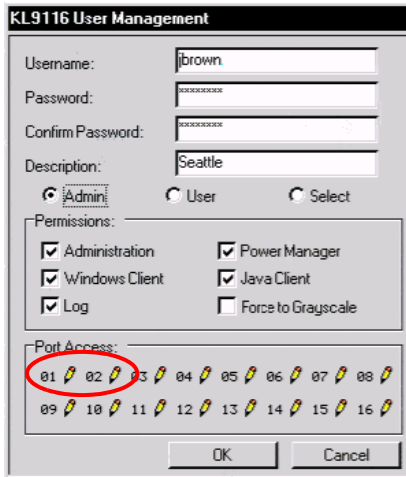 KL9116 User Management
Username: jbrown
Password: xxxxxxxx
Confirm Password: xxxxxxxx
Description: Seattle
Admin User Select
Permissions:
Administration Power Manager
Windows Client Java Client
Log Force to Grayscale
Port Access:
01 02 03 04 05 06 07 08
09 10 11 12 13 14 15 16
OK Cancel